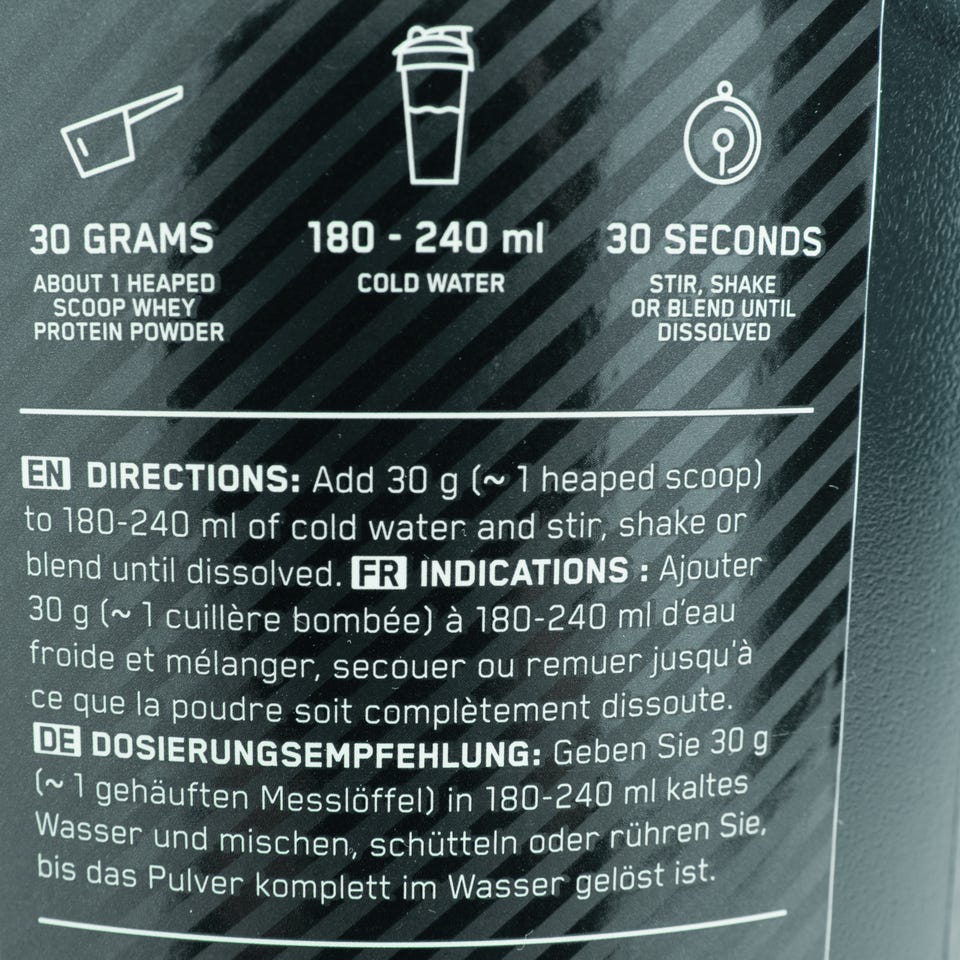 30 GRAMS
ABOUT 1 HEAPED
SCOOP WHEY
PROTEIN POWDER
180 - 240 ml
COLD WATER
30 SECONDS
STIR, SHAKE
OR BLEND UNTIL
DISSOLVED
EN DIRECTIONS: Add 30 g (~ 1 heaped scoop)
to 180-240 ml of cold water and stir, shake or
blend until dissolved. FR INDICATIONS : Ajouter
30 g (~ 1 cuillère bombée) à 180-240 ml d'eau
froide et mélanger, secouer ou remuer jusqu'à
ce que la poudre soit complètement dissoute.
DE DOSIERUNGSEMPFEHLUNG: Geben Sie 30 g
(~ 1 gehäuften Messlöffel) in 180-240 ml kaltes
Wasser und mischen, schütteln oder rühren Sie,
bis das Pulver komplett im Wasser gelöst ist.